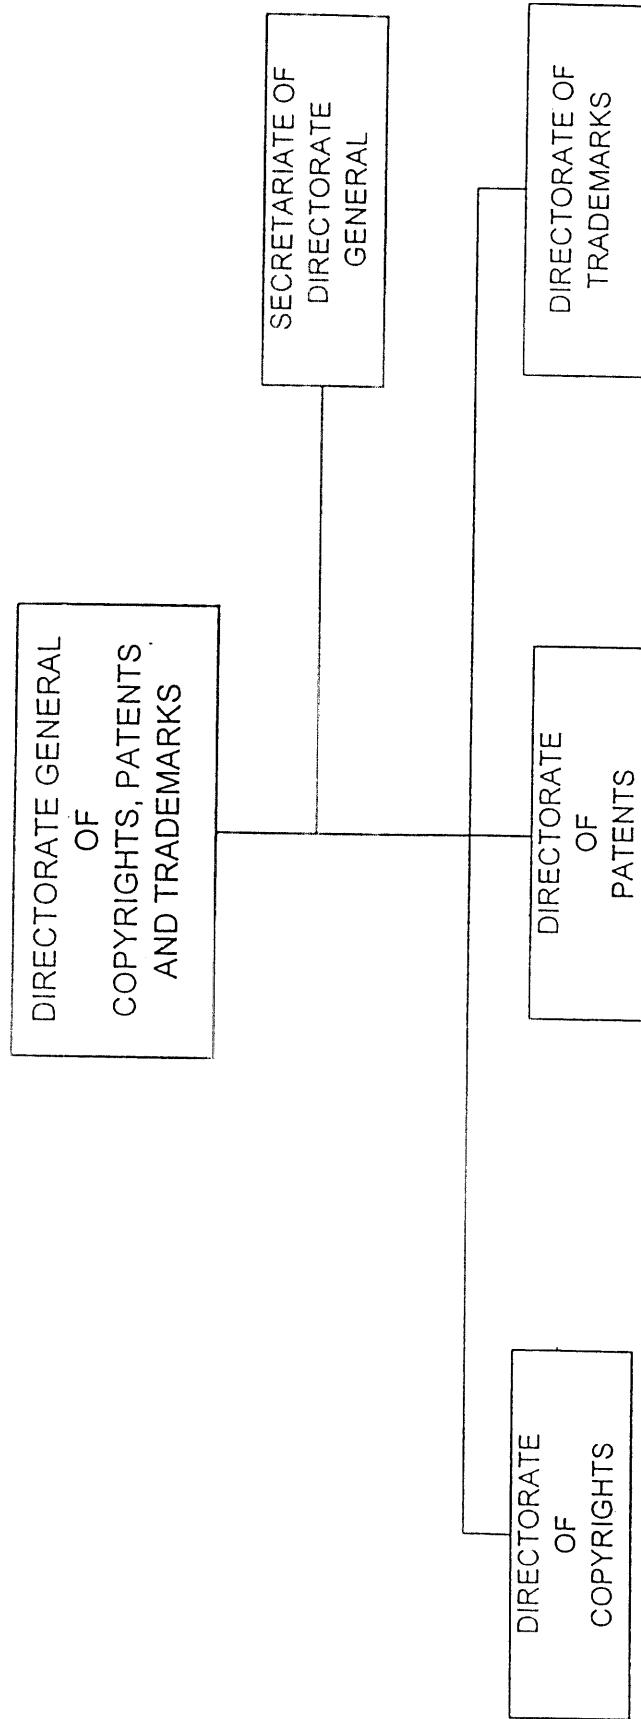 DIRECTORATE GENERAL
OF
COPYRIGHTS, PATENTS
AND TRADEMARKS
SECRETARIATE OF
DIRECTORATE
GENERAL
DIRECTORATE
OF
COPYRIGHTS
DIRECTORATE
OF
PATENTS
DIRECTORATE OF
TRADEMARKS